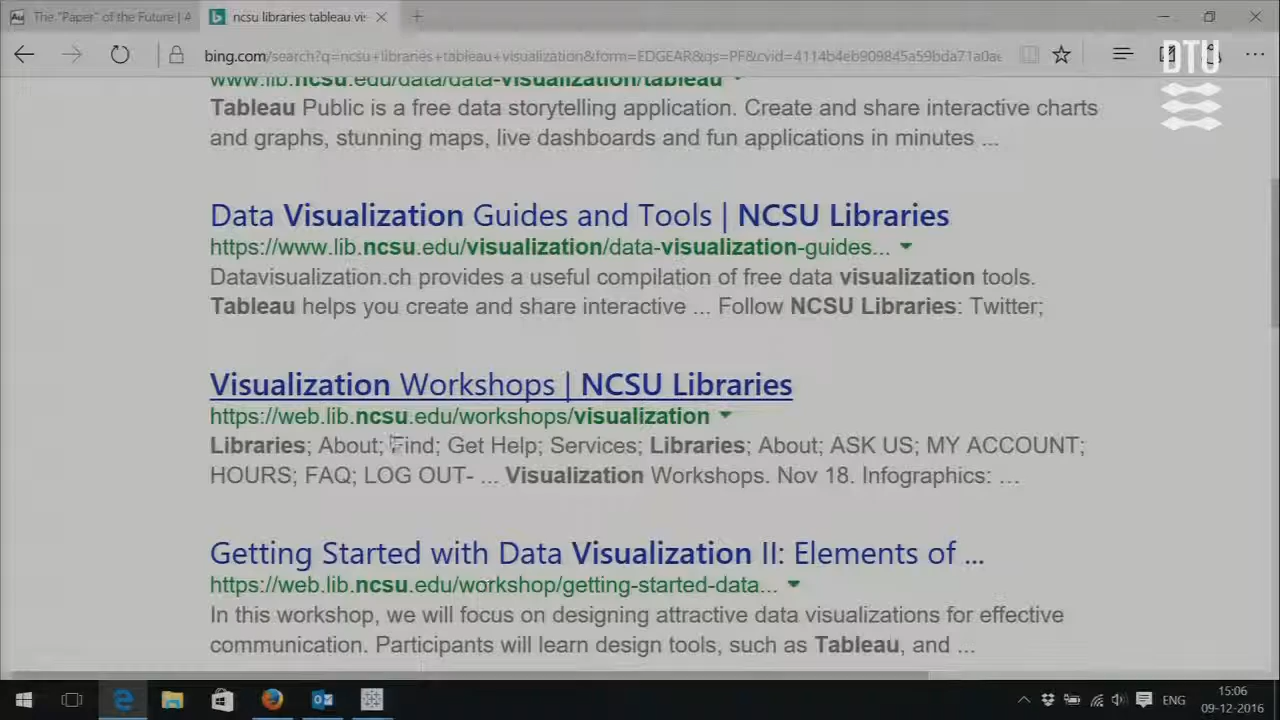 The "Paper" of the Future | A
ncsu libraries tableau vis
bing.com/search?q=ncsu+libraries+tableau+visualization&form=EDGEAR&qs=PF&cvid=4114b4eb909845a59bda71a0ae
DTU
www.lib.ncsu.edu/data/data-visualization/tableau
Tableau Public is a free data storytelling application. Create and share interactive charts
and graphs, stunning maps, live dashboards and fun applications in minutes ...
Data Visualization Guides and Tools | NCSU Libraries
https://www.lib.ncsu.edu/visualization/data-visualization-guides...
Datavisualization.ch provides a useful compilation of free data visualization tools.
Tableau helps you create and share interactive ... Follow NCSU Libraries: Twitter;
Visualization Workshops | NCSU Libraries
https://web.lib.ncsu.edu/workshops/visualization
Libraries; About; Find; Get Help; Services; Libraries; About; ASK US; MY ACCOUNT;
HOURS; FAQ; LOG OUT- ... Visualization Workshops. Nov 18. Infographics: ...
Getting Started with Data Visualization II: Elements of ...
https://web.lib.ncsu.edu/workshop/getting-started-data...
In this workshop, we will focus on designing attractive data visualizations for effective
communication. Participants will learn design tools, such as Tableau, and ...
ENG
15:06
09-12-2016